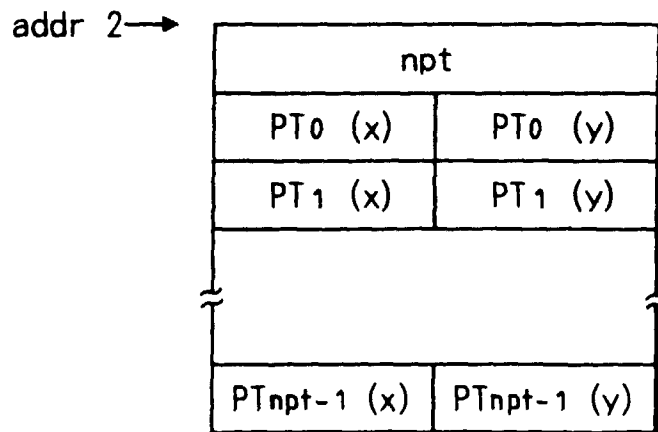 addr 2
npt
PT0 (x) PT0 (y)
PT1 (x) PT1 (y)
PTnpt-1 (x) PTnpt-1 (y)